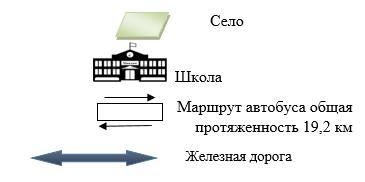 Село
Школа
Маршрут автобуса общая
протяженность 19,2 км
Железная дорога